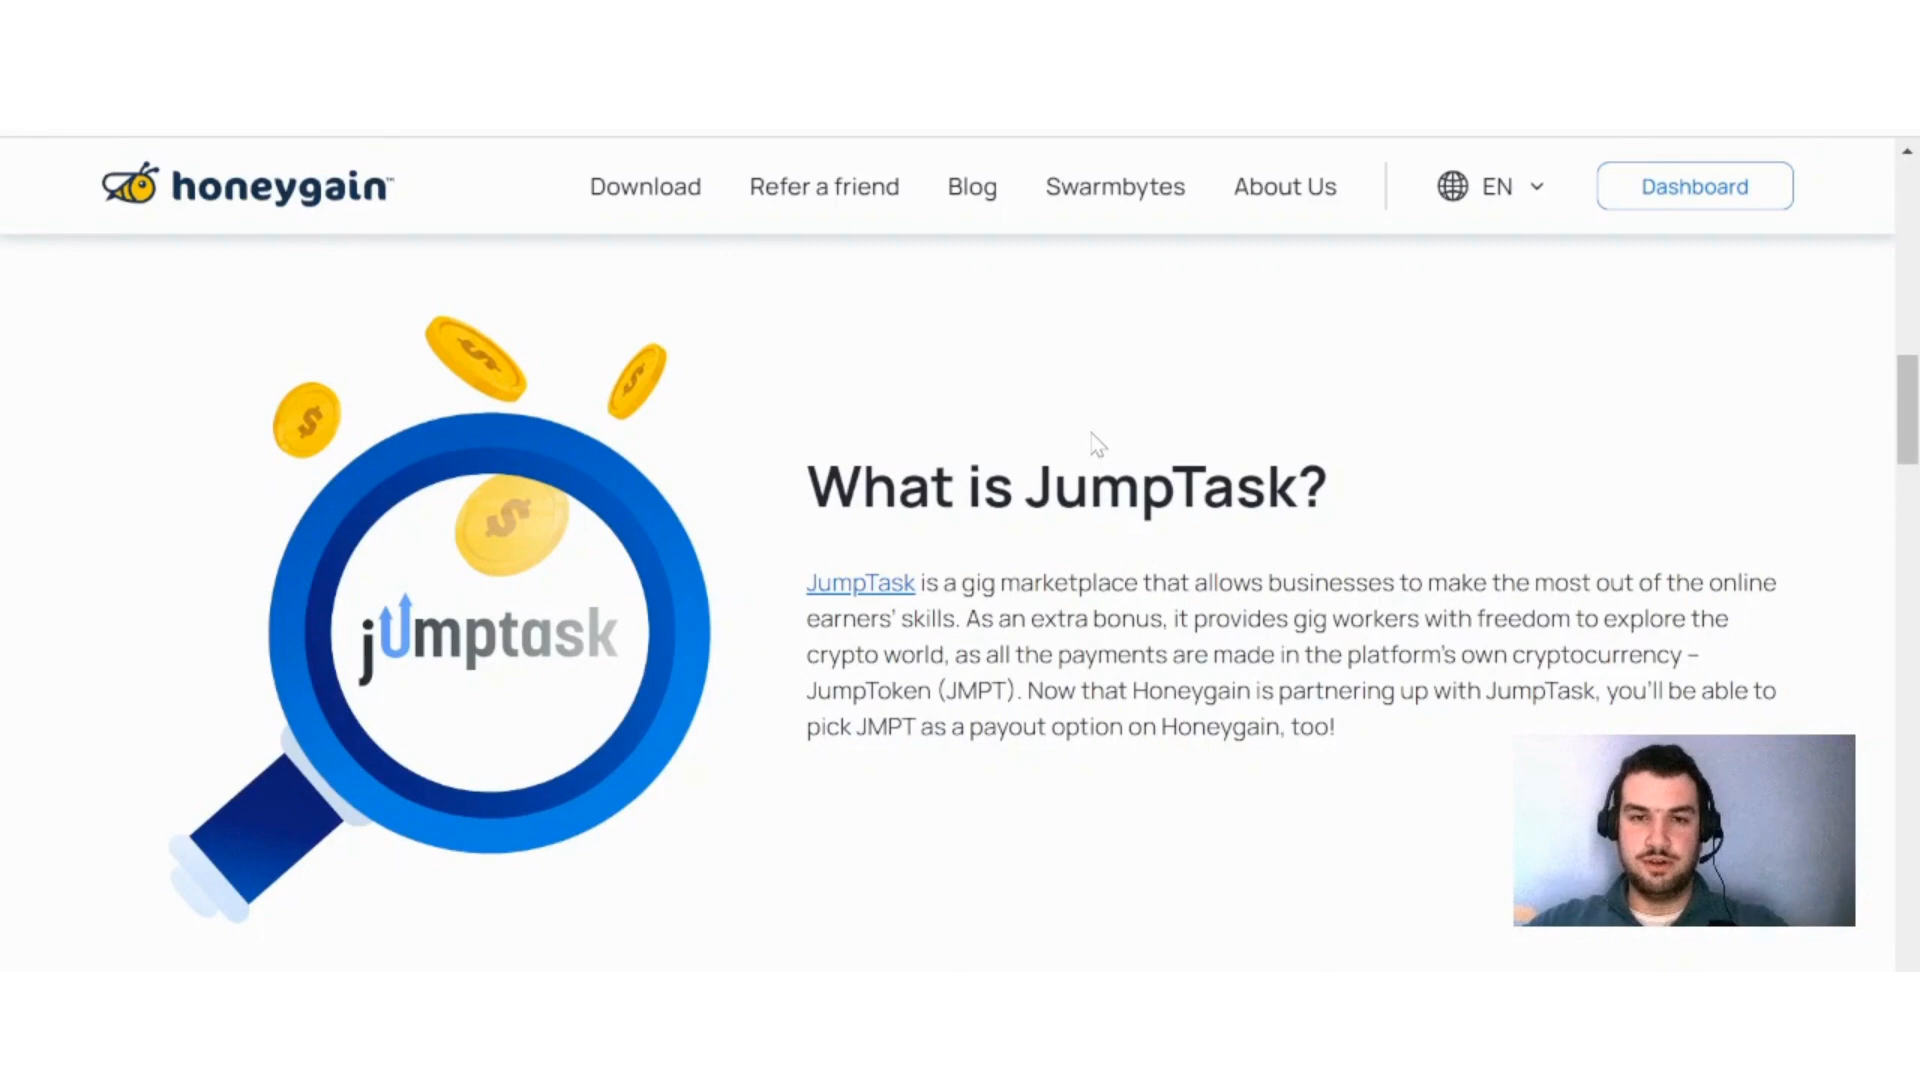 honeygain™
Download
Refer a friend
Blog
Swarmbytes
About Us
EN
Dashboard
$
$
$
$
jumptask
What is JumpTask?
JumpTask is a gig marketplace that allows businesses to make the most out of the online
earners’ skills. As an extra bonus, it provides gig workers with freedom to explore the
crypto world, as all the payments are made in the platform’s own cryptocurrency –
JumpToken (JMPT). Now that Honeygain is partnering up with JumpTask, you’ll be able to
pick JMPT as a payout option on Honeygain, too!